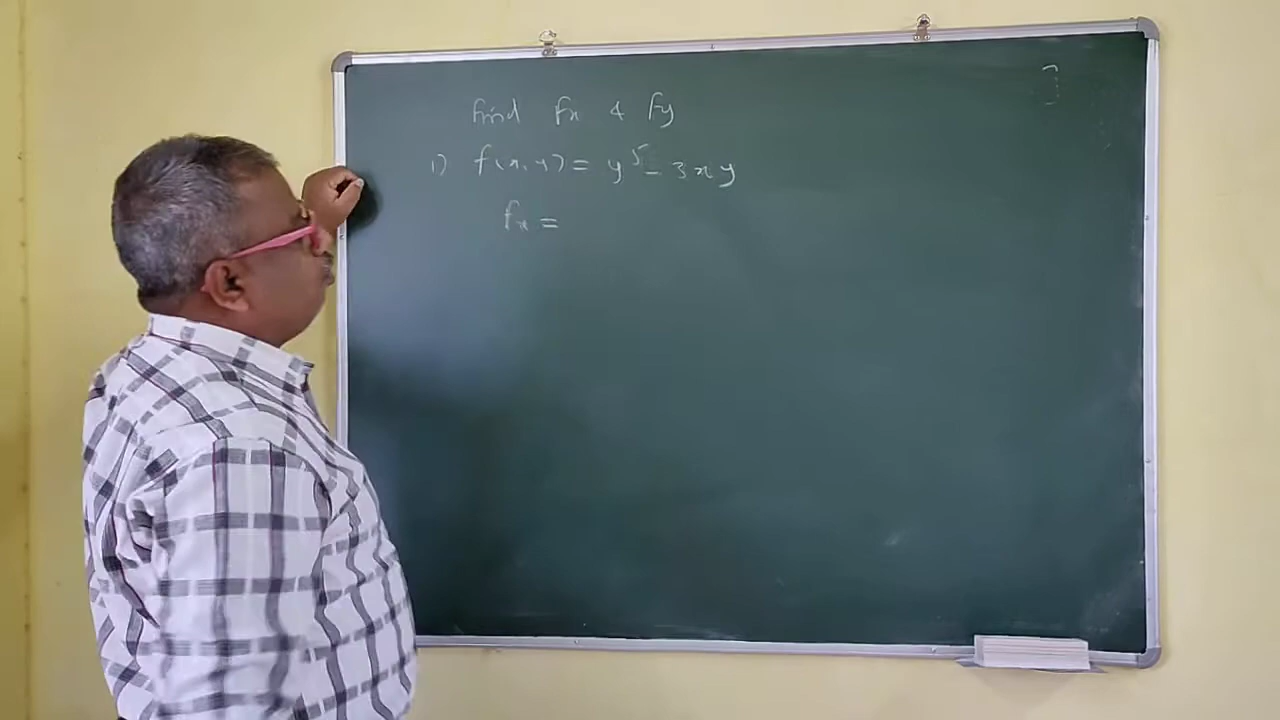 Find fx & fy
1) f(x, y) = y⁵ - 3xy
fx =